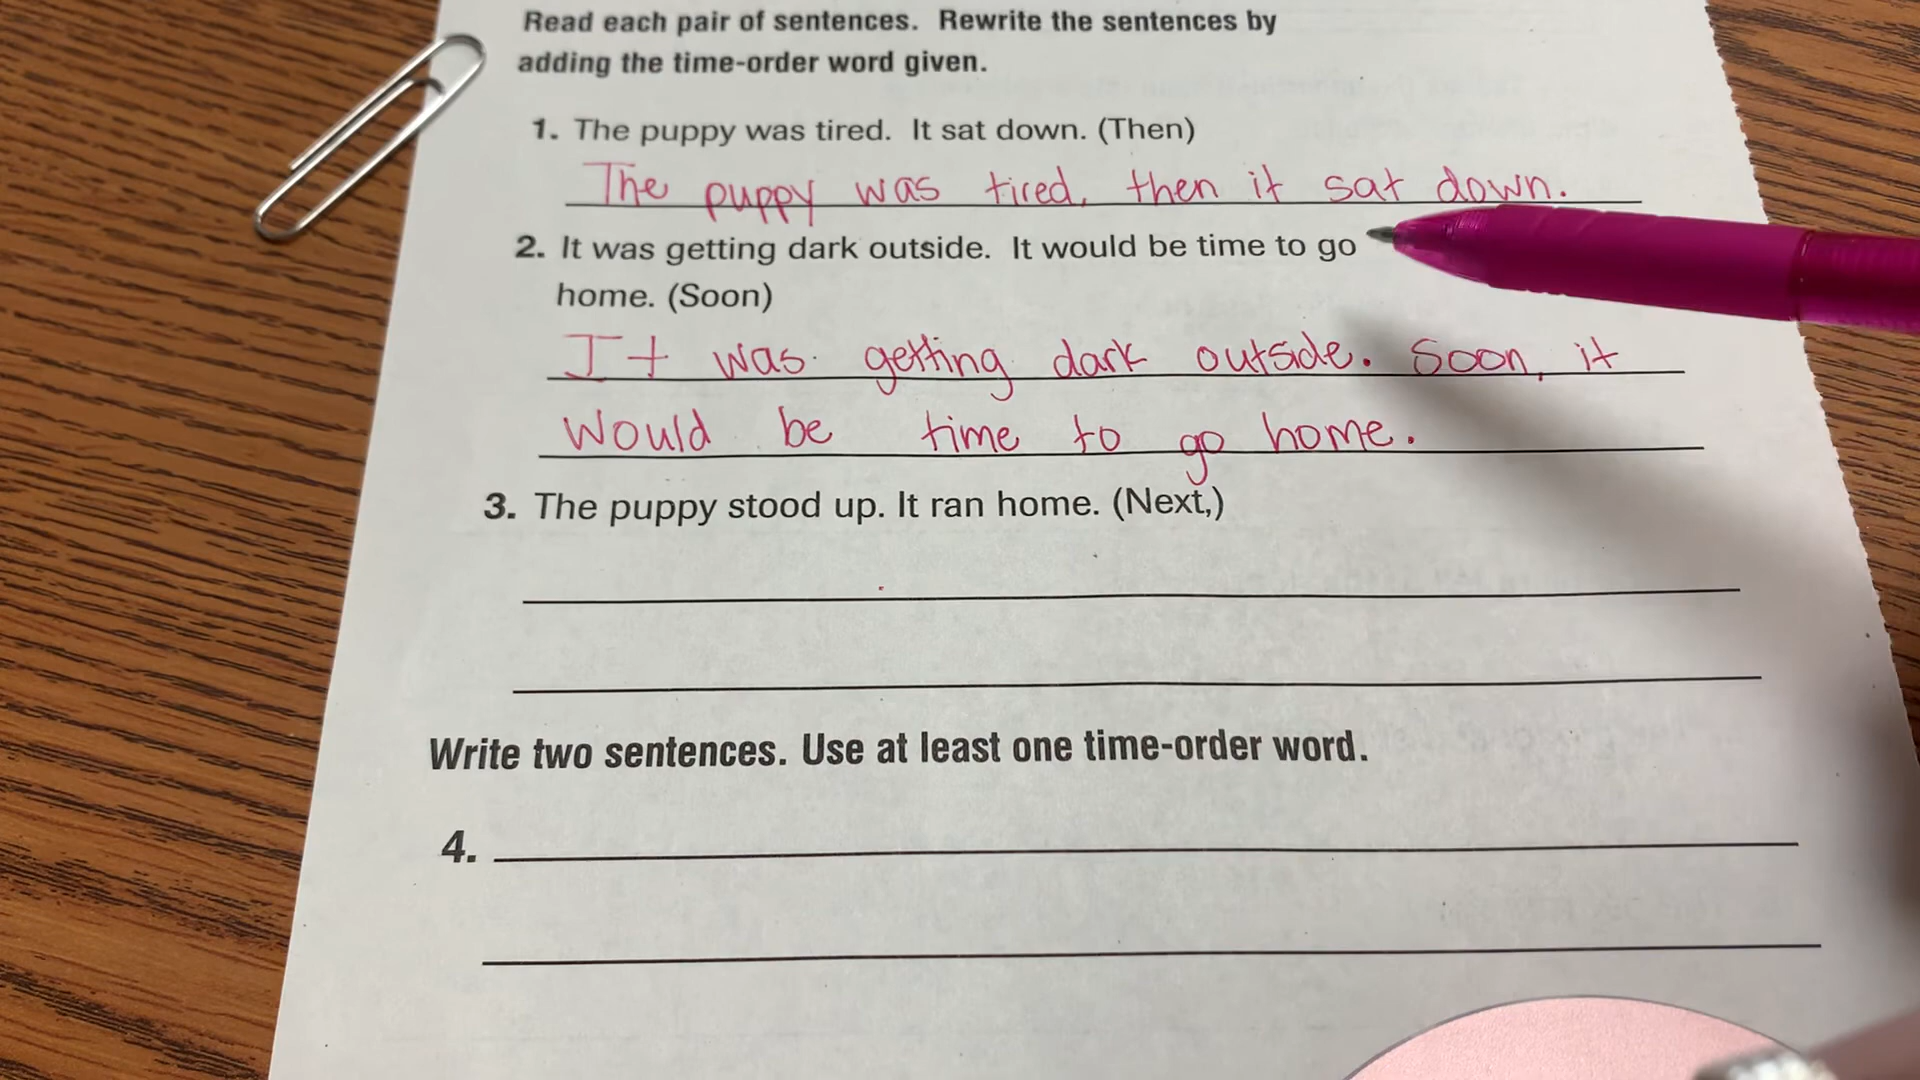 Read each pair of sentences. Rewrite the sentences by
adding the time-order word given.
1. The puppy was tired. It sat down. (Then)
The puppy was tired, then it sat down.
2. It was getting dark outside. It would be time to go
home. (Soon)
It was getting dark outside. Soon, it
would be time to go home.
3. The puppy stood up. It ran home. (Next,)
Write two sentences. Use at least one time-order word.
4.